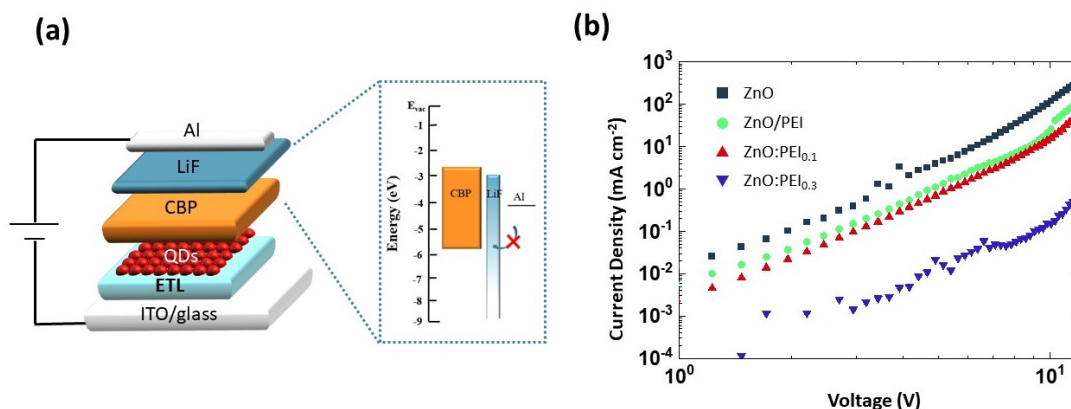 (a)
Al
LiF
CBP
QDs
ETL
ITO/glass
Energy (eV)
Evac
-1
-2
-3
-4
-5
-6
-7
-8
-9
CBP
LiF
Al
(b)
Current Density (mA cm⁻²)
10³
10²
10¹
10⁰
10⁻¹
10⁻²
10⁻³
10⁻⁴
ZnO
ZnO/PEI
ZnO:PEI₀.₁
ZnO:PEI₀.₃
10⁰
10¹
Voltage (V)